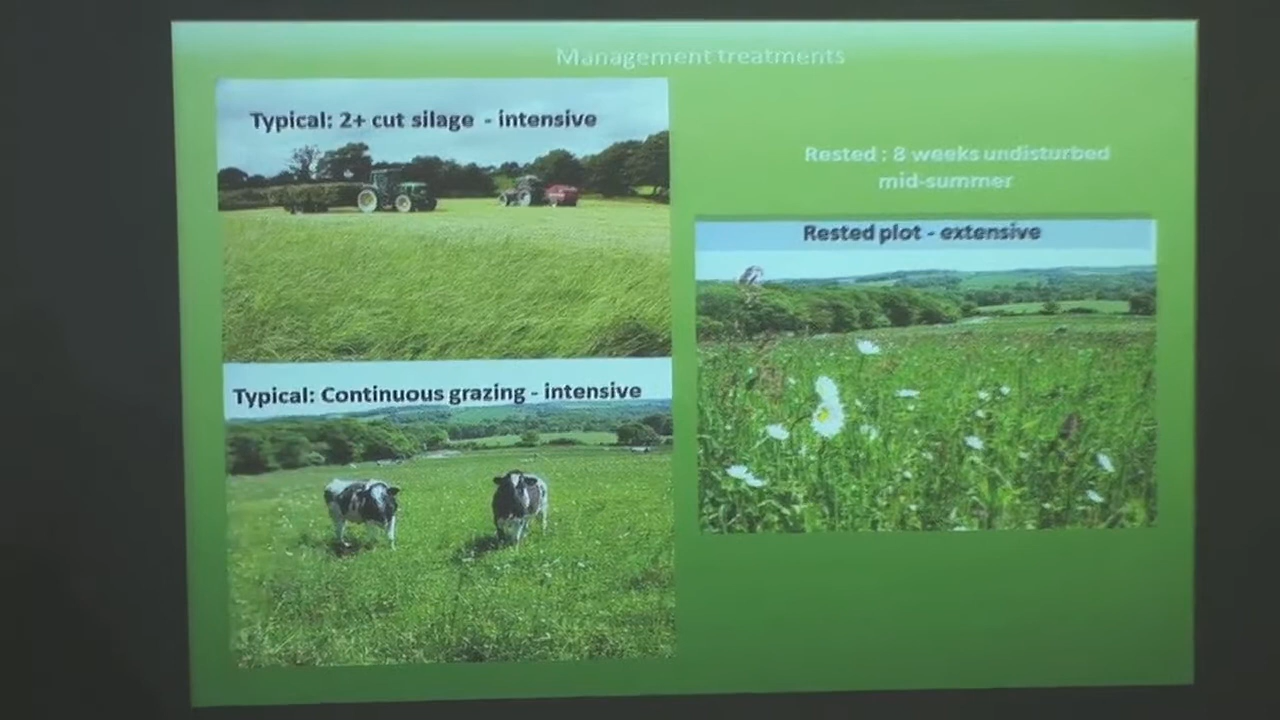 Management treatments
Typical: 2+ cut silage - intensive
Rested : 8 weeks undisturbed
mid-summer
Rested plot - extensive
Typical: Continuous grazing - intensive